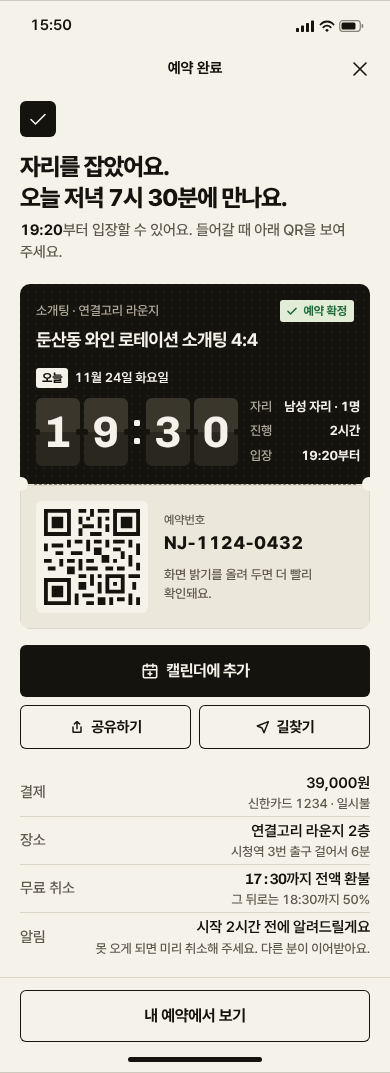 15:50
예약 완료
자리를 잡았어요.
오늘 저녁 7시 30분에 만나요.
19:20부터 입장할 수 있어요. 들어갈 때 아래 QR을 보여
주세요.
소개팅 · 연결고리 라운지
예약 확정
둔산동 와인 로테이션 소개팅 4:4
오늘 11월 24일 화요일
19:30
자리 남성 자리 · 1명
진행 2시간
입장 19:20부터
예약번호
NJ-1124-0432
화면 밝기를 올려 두면 더 빨리
확인돼요.
캘린더에 추가
공유하기
길찾기
결제 39,000원
신한카드 1234 · 일시불
장소 연결고리 라운지 2층
시청역 3번 출구 걸어서 6분
무료 취소 17:30까지 전액 환불
그 뒤로는 18:30까지 50%
알림 시작 2시간 전에 알려드릴게요
못 오게 되면 미리 취소해 주세요. 다른 분이 이어받아요.
내 예약에서 보기